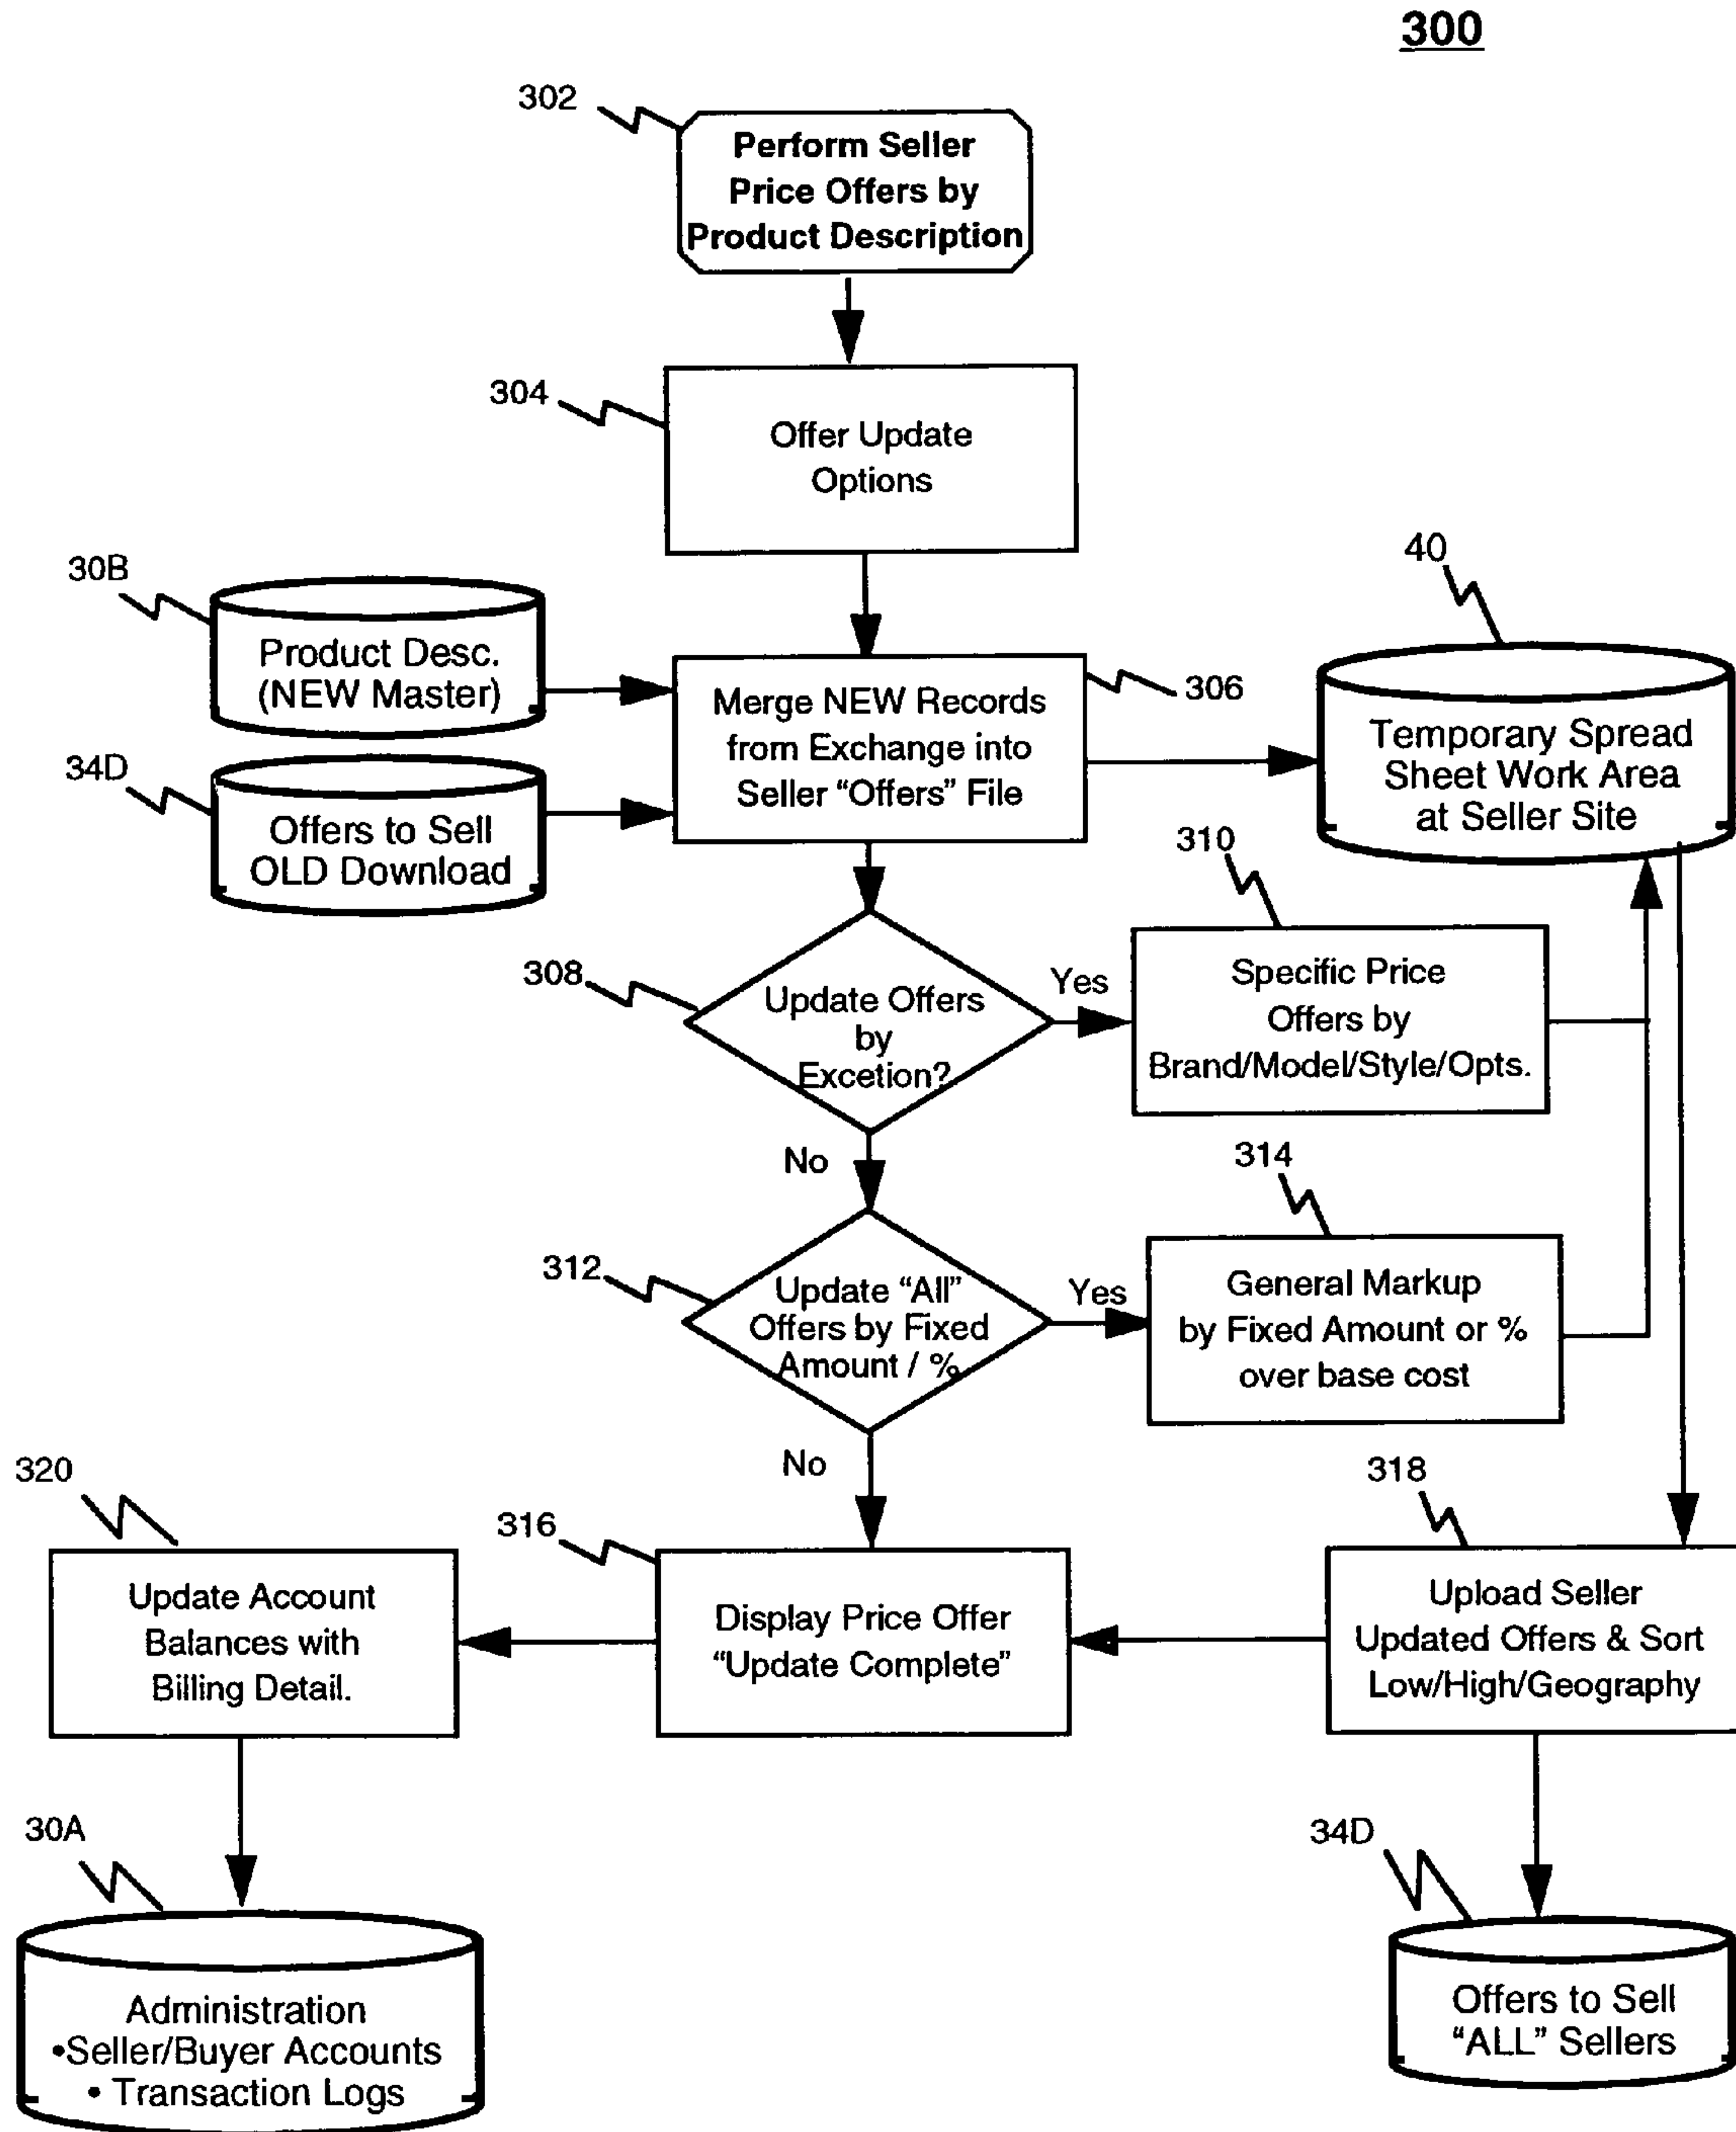 300
302
Perform Seller
Price Offers by
Product Description
304
Offer Update
Options
30B
Product Desc.
(NEW Master)
34D
Offers to Sell
OLD Download
Merge NEW Records
from Exchange into
Seller “Offers” File
306
40
Temporary Spread
Sheet Work Area
at Seller Site
308
Update Offers
by
Excetion?
Yes
310
Specific Price
Offers by
Brand/Model/Style/Opts.
No
312
Update “All”
Offers by Fixed
Amount / %
Yes
314
General Markup
by Fixed Amount or %
over base cost
No
320
Update Account
Balances with
Billing Detail.
316
Display Price Offer
“Update Complete”
318
Upload Seller
Updated Offers & Sort
Low/High/Geography
30A
Administration
•Seller/Buyer Accounts
• Transaction Logs
34D
Offers to Sell
“ALL” Sellers